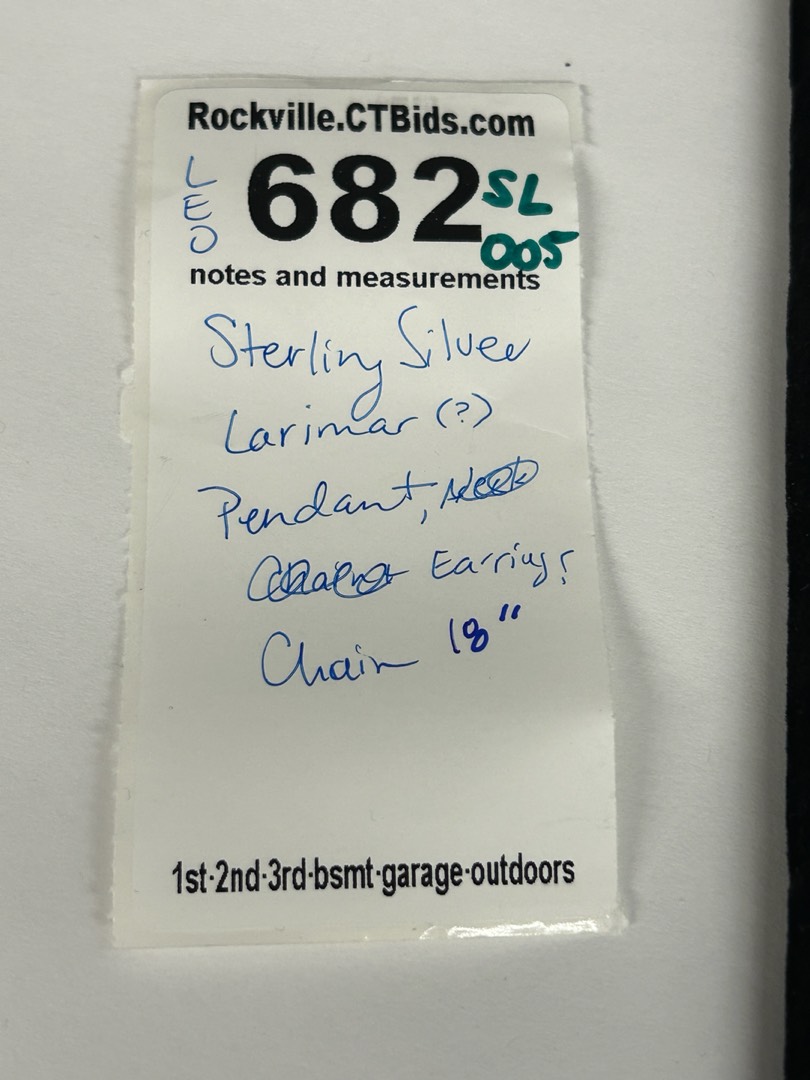 Rockville.CTBids.com
LEO
682
SL
005
notes and measurements
Sterling Silver
Larimar (?)
Pendant,
Earrings
Chain 18"
1st-2nd-3rd-bsmt-garage-outdoors